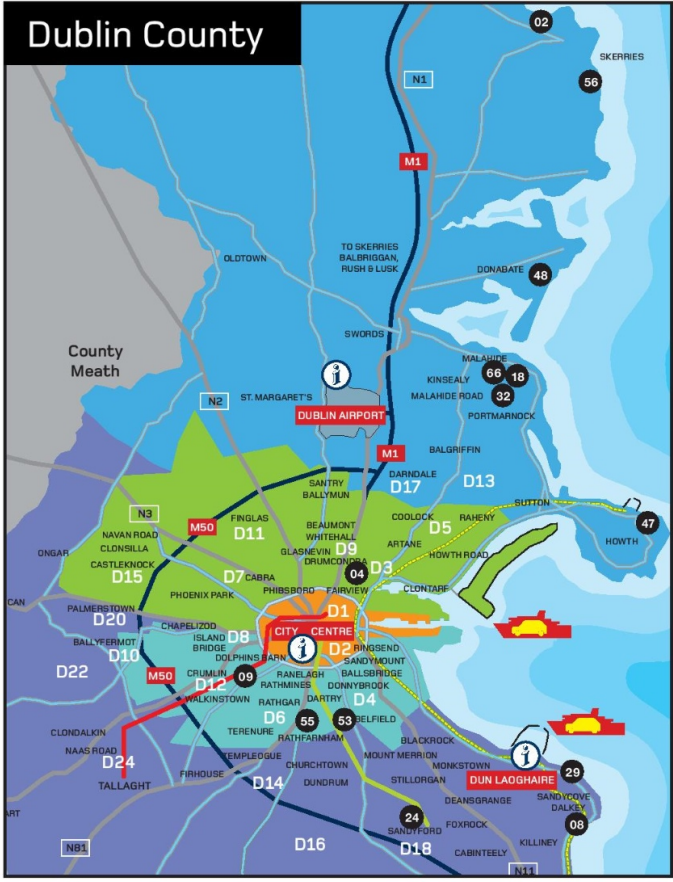 Dublin County
02
SKERRIES
56
N1
M1
TO SKERRIES
BALBRIGGAN,
RUSH & LUSK
OLDTOWN
DONABATE
48
SWORDS
County
Meath
MALAHIDE
i
66
18
KINSEALY
N2
ST. MARGARET'S
MALAHIDE ROAD
32
DUBLIN AIRPORT
PORTMARNOCK
M1
BALGRIFFIN
DARNDALE
D17
D13
SANTRY
BALLYMUN
SUTTON
N3
M50
FINGLAS
D11
BEAUMONT
WHITEHALL
D9
COOLOCK
D5
RAHENY
47
HOWTH
NAVAN ROAD
CLONSILLA
ONGAR
CASTLEKNOCK
D15
GLASNEVIN
DRUMCONDRA
ARTANE
HOWTH ROAD
D7
CABRA
04
D3
PHOENIX PARK
PHIBSBORO
FAIRVIEW
CLONTARF
CAN
PALMERSTOWN
D20
D1
CHAPELIZOD
CITY CENTRE
BALLYFERMOT
D10
D8
ISLAND
BRIDGE
i
D2
RINGSEND
DOLPHINS BARN
SANDYMOUNT
D22
M50
CRUMLIN
D12
09
RANELAGH
RATHMINES
BALLSBRIDGE
DONNYBROOK
WALKINSTOWN
RATHGAR
DARTRY
D4
D6
55
53
BELFIELD
TERENURE
RATHFARNHAM
CLONDALKIN
NAAS ROAD
D24
BLACKROCK
TEMPLEOGUE
MOUNT MERRION
i
CHURCHTOWN
MONKSTOWN
FIRHOUSE
D14
DUNDRUM
STILLORGAN
DUN LAOGHAIRE
29
TALLAGHT
DEANSGRANGE
SANDYCOVE
DALKEY
ART
24
SANDYFORD
FOXROCK
08
N81
D16
D18
CABINTEELY
KILLINEY
N11